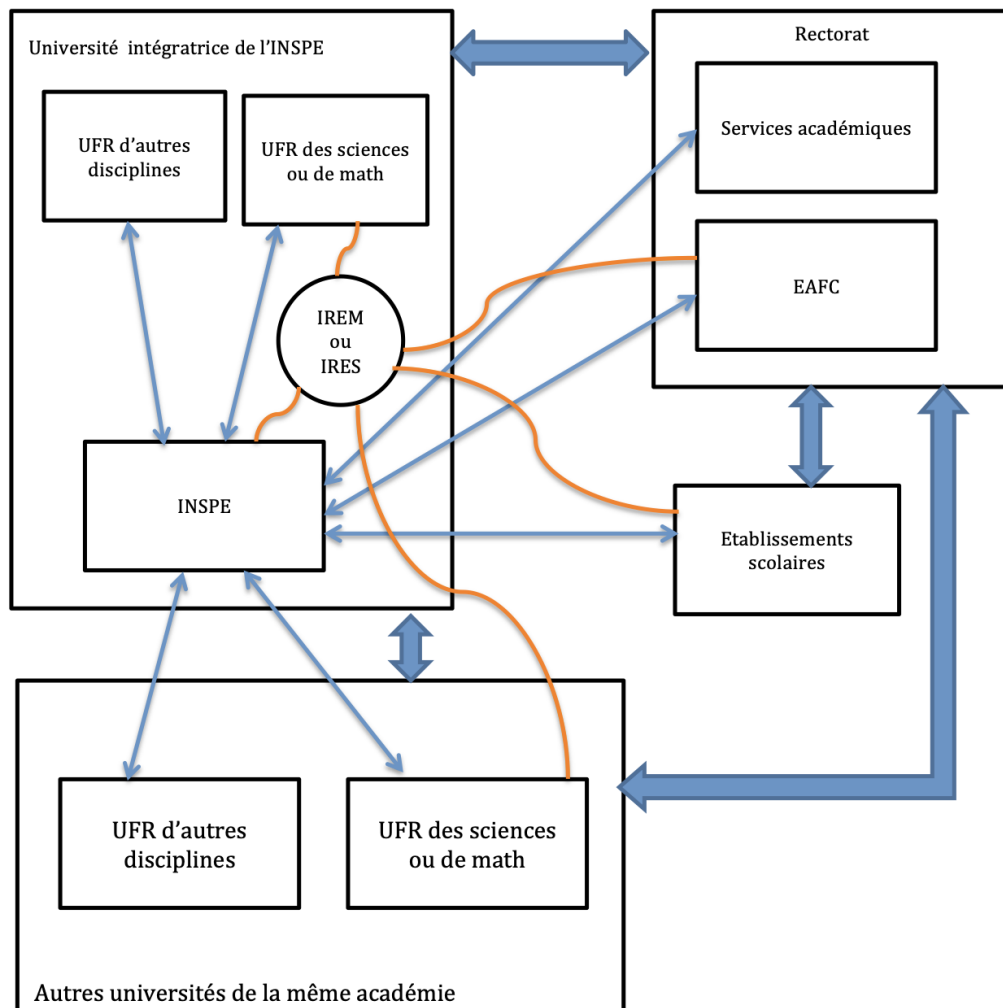 Université intégratrice de l’INSPE
UFR d’autres
disciplines
UFR des sciences
ou de math
IREM
ou
IRES
INSPE
Rectorat
Services académiques
EAFC
Etablissements
scolaires
UFR d’autres
disciplines
UFR des sciences
ou de math
Autres universités de la même académie